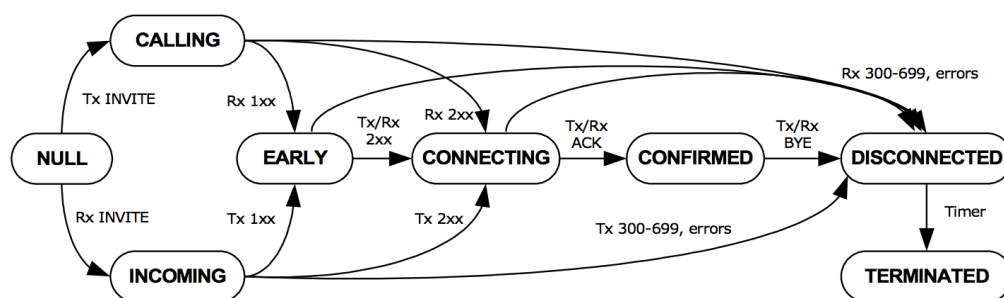 CALLING
Rx 300-699, errors
Tx INVITE
Rx 1xx
Tx/Rx
2xx
Rx 2xx
Tx/Rx
ACK
Tx/Rx
BYE
NULL
EARLY
CONNECTING
CONFIRMED
DISCONNECTED
Rx INVITE
Tx 1xx
Tx 2xx
Tx 300-699, errors
Timer
INCOMING
TERMINATED